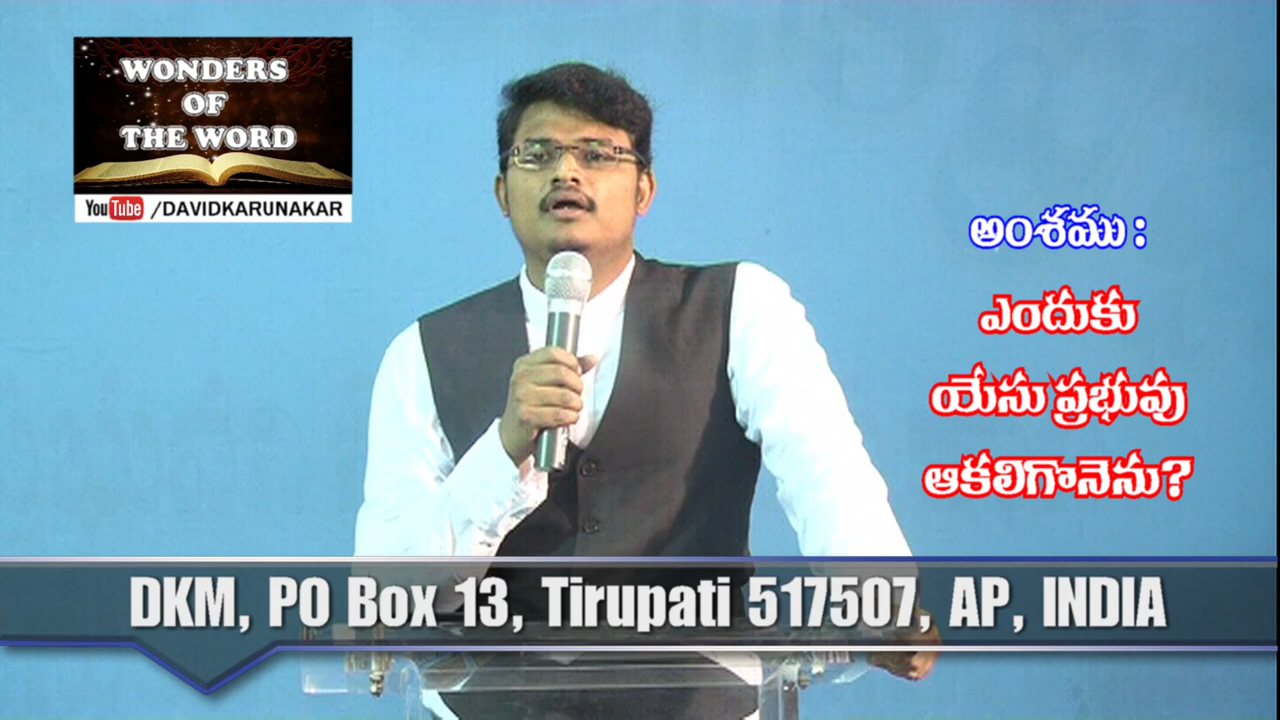 WONDERS
OF
THE WORD
YouTube /DAVIDKARUNAKAR
అంశము :
ఎందుకు
యేసు ప్రభువు
ఆకలిగొనెను?
DKM, PO Box 13, Tirupati 517507, AP, INDIA